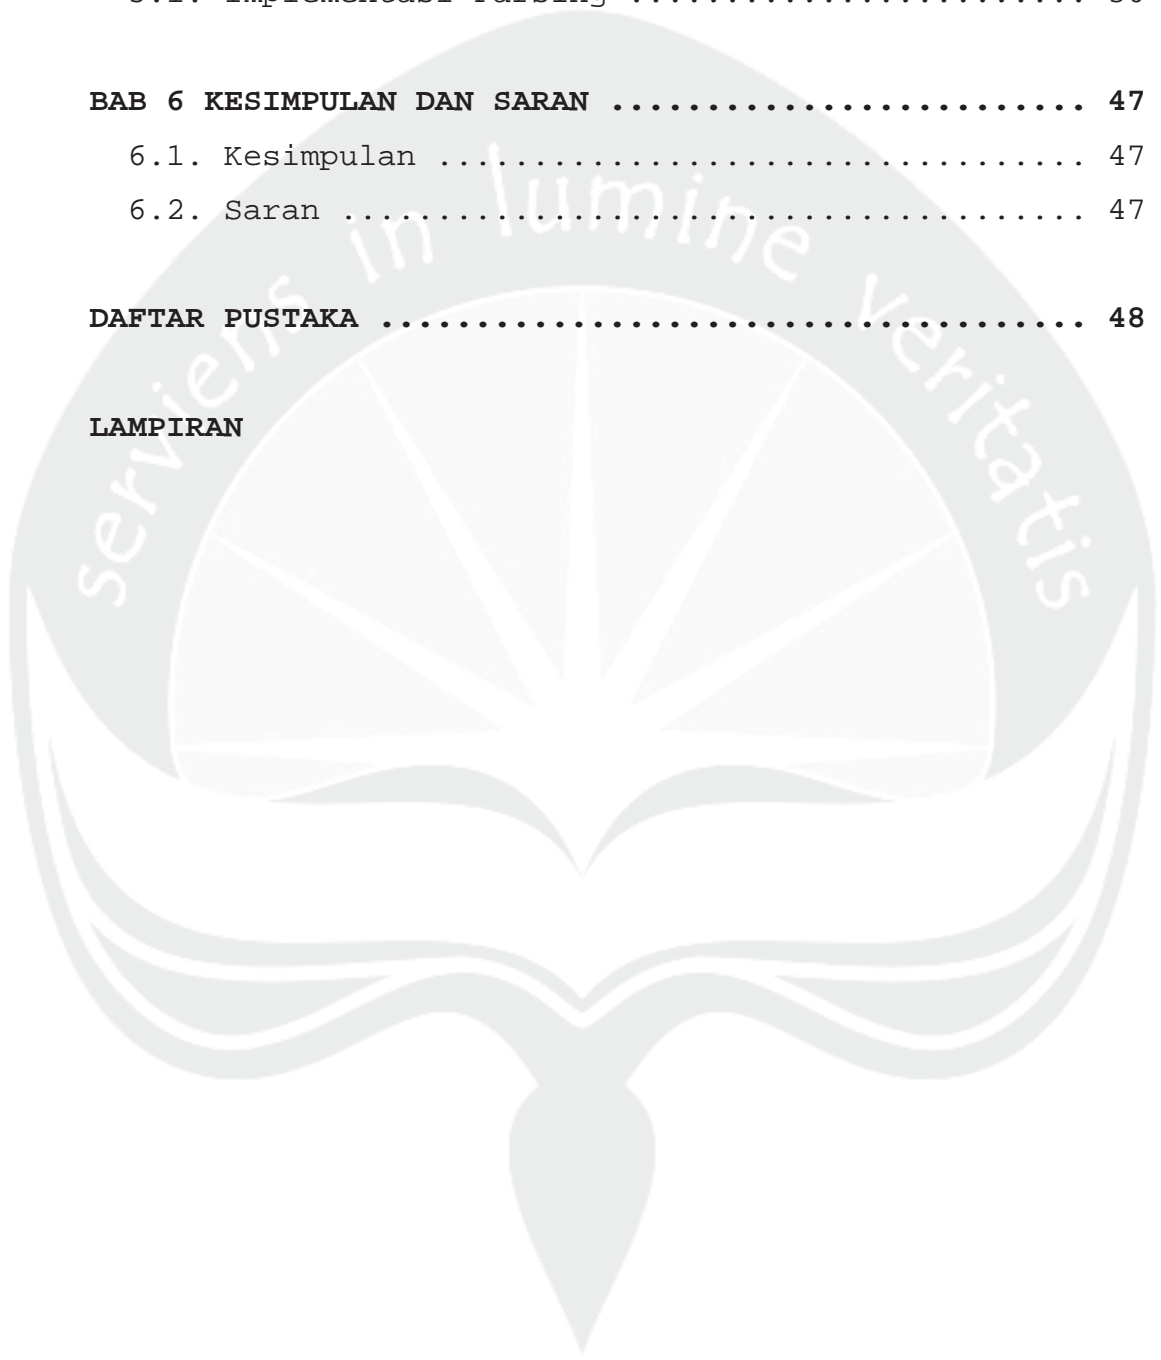 BAB 6 KESIMPULAN DAN SARAN ......................... 47
6.1. Kesimpulan .................................. 47
6.2. Saran ....................................... 47
DAFTAR PUSTAKA ..................................... 48
LAMPIRAN
serviens in lumine veritatis